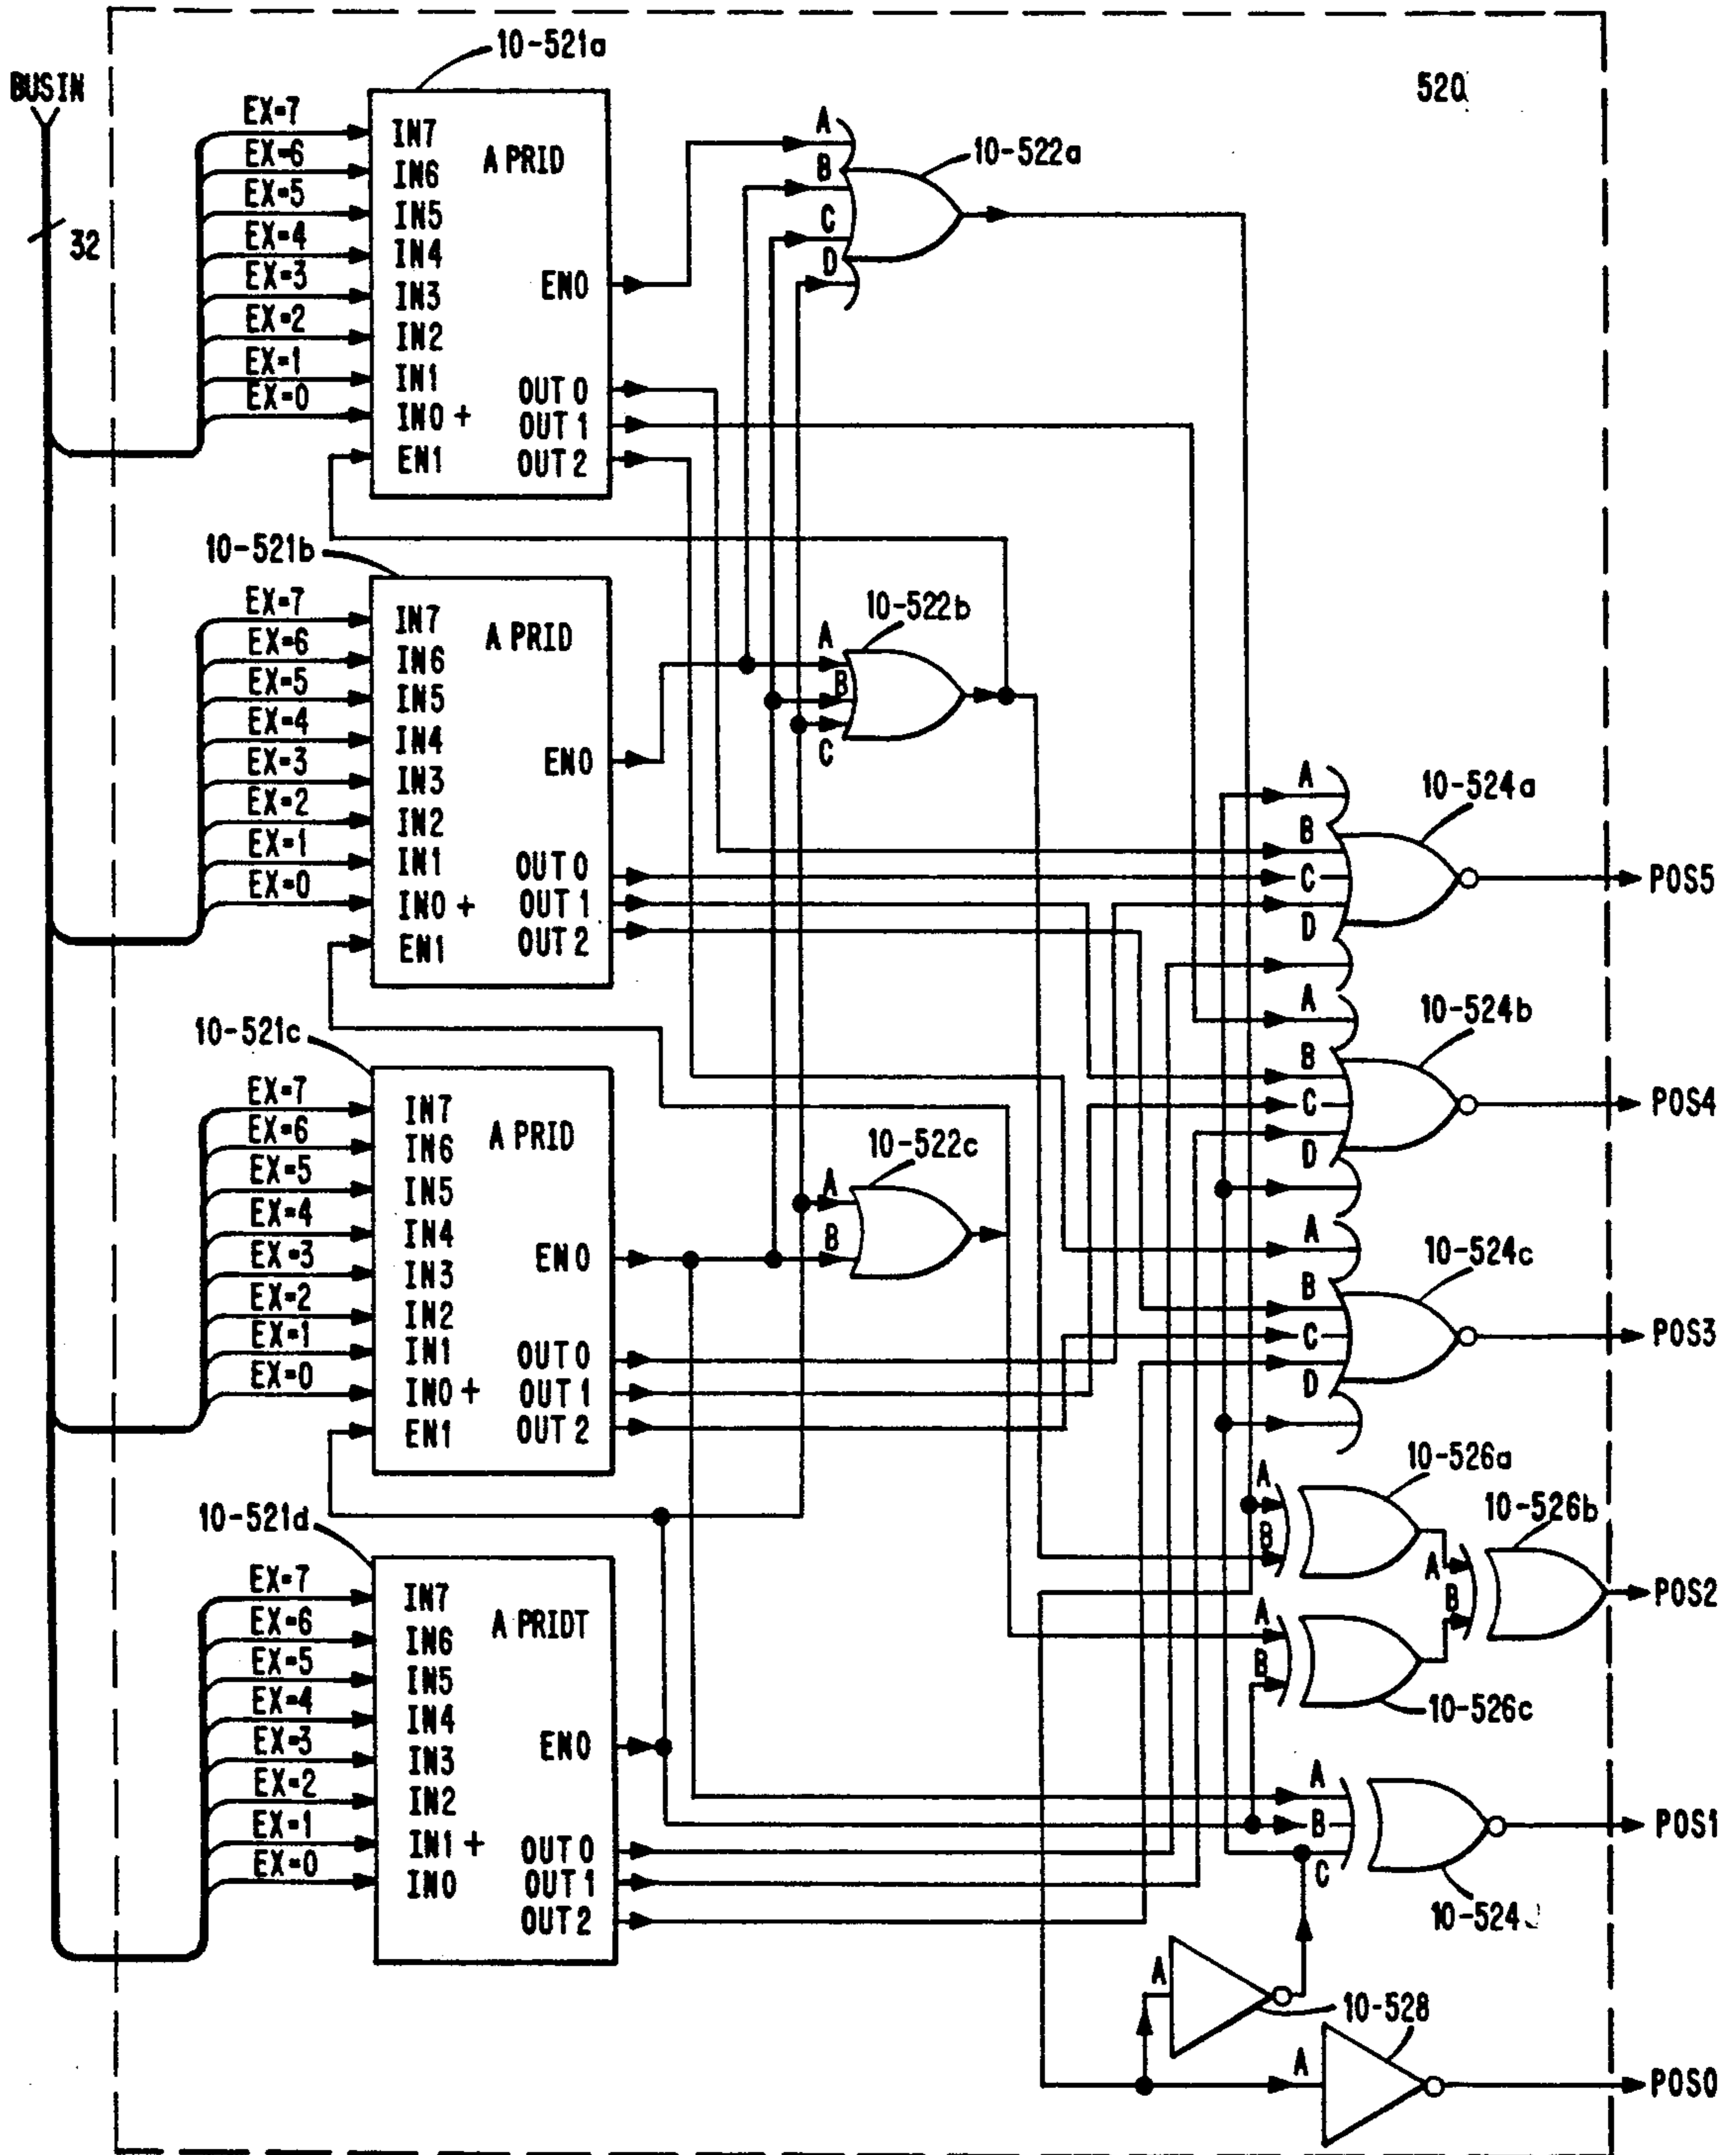 BUSIN
32
520
10-521a
EX=7
EX=6
EX=5
EX=4
EX=3
EX=2
EX=1
EX=0
IN7
IN6
IN5
IN4
IN3
IN2
IN1
IN0 +
EN1
A PRID
EN0
OUT 0
OUT 1
OUT 2
A
B
C
D
10-522a
10-521b
EX=7
EX=6
EX=5
EX=4
EX=3
EX=2
EX=1
EX=0
IN7
IN6
IN5
IN4
IN3
IN2
IN1
IN0 +
EN1
A PRID
EN0
OUT 0
OUT 1
OUT 2
A
B
C
10-522b
A
B
C
D
10-524a
POS5
10-521c
EX=7
EX=6
EX=5
EX=4
EX=3
EX=2
EX=1
EX=0
IN7
IN6
IN5
IN4
IN3
IN2
IN1
IN0 +
EN1
A PRID
EN0
OUT 0
OUT 1
OUT 2
A
B
10-522c
A
B
C
D
10-524b
POS4
A
B
C
D
10-524c
POS3
10-521d
EX=7
EX=6
EX=5
EX=4
EX=3
EX=2
EX=1
EX=0
IN7
IN6
IN5
IN4
IN3
IN2
IN1 +
IN0
A PRIDT
EN0
OUT 0
OUT 1
OUT2
A
B
10-526a
A
B
10-526b
POS2
A
B
10-526c
A
B
C
10-524
POS1
A
10-528
A
POS0